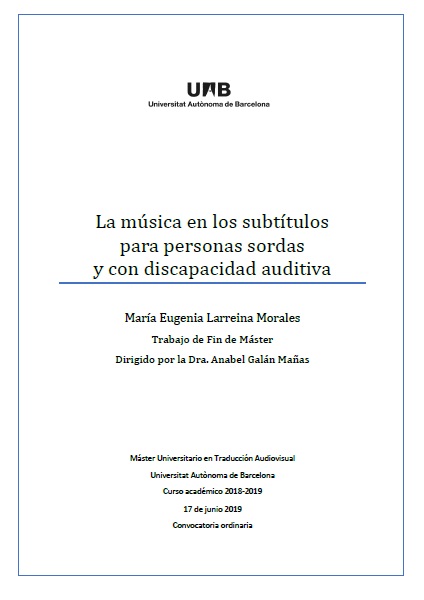 UAB
Universitat Autònoma de Barcelona
La música en los subtítulos
para personas sordas
y con discapacidad auditiva
María Eugenia Larreina Morales
Trabajo de Fin de Máster
Dirigido por la Dra. Anabel Galán Mañas
Máster Universitario en Traducción Audiovisual
Universitat Autònoma de Barcelona
Curso académico 2018-2019
17 de junio 2019
Convocatoria ordinaria